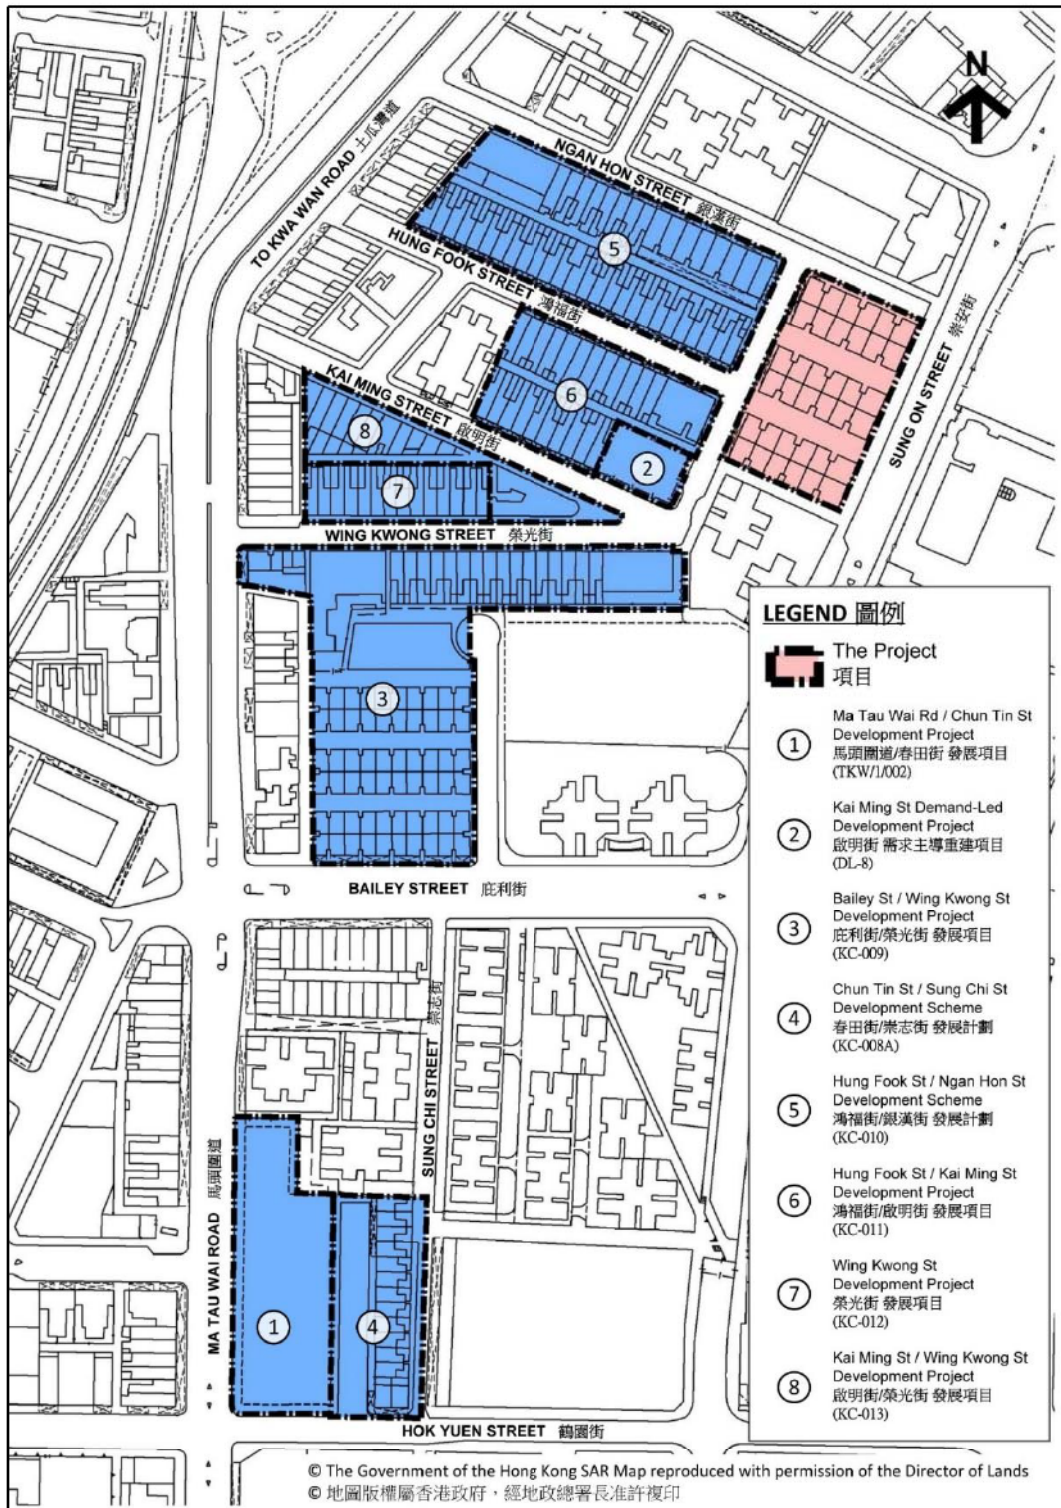 N
TO KWA WAN ROAD 土瓜灣道
NGAN HON STREET 銀漢街
HUNG FOOK STREET 鴻福街
5
KAI MING STREET 啟明街
6
8
2
7
SUNG ON STREET 崇安街
WING KWONG STREET 榮光街
3
BAILEY STREET 庇利街
SUNG CHI STREET 崇志街
MA TAU WAI ROAD 馬頭圍道
1
4
HOK YUEN STREET 鶴園街
LEGEND 圖例
The Project
項目
1
Ma Tau Wai Rd / Chun Tin St
Development Project
馬頭圍道/春田街 發展項目
(TKW/1/002)
2
Kai Ming St Demand-Led
Development Project
啟明街 需求主導重建項目
(DL-8)
3
Bailey St / Wing Kwong St
Development Project
庇利街/榮光街 發展項目
(KC-009)
4
Chun Tin St / Sung Chi St
Development Scheme
春田街/崇志街 發展計劃
(KC-008A)
5
Hung Fook St / Ngan Hon St
Development Scheme
鴻福街/銀漢街 發展計劃
(KC-010)
6
Hung Fook St / Kai Ming St
Development Project
鴻福街/啟明街 發展項目
(KC-011)
7
Wing Kwong St
Development Project
榮光街 發展項目
(KC-012)
8
Kai Ming St / Wing Kwong St
Development Project
啟明街/榮光街 發展項目
(KC-013)
© The Government of the Hong Kong SAR Map reproduced with permission of the Director of Lands
© 地圖版權屬香港政府，經地政總署長准許複印